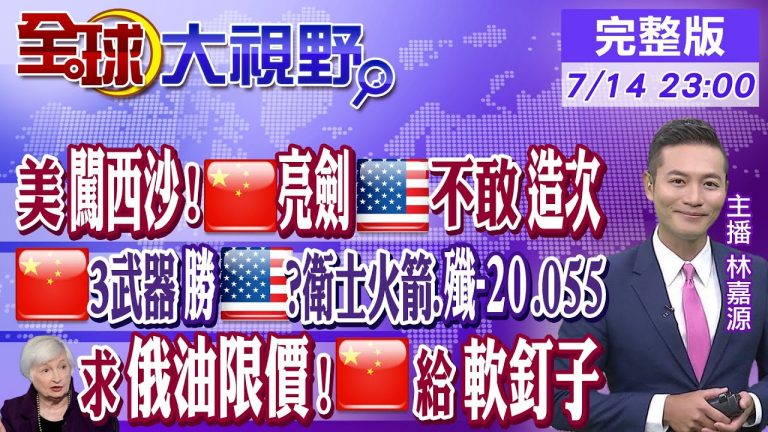 全球大視野
完整版
7/14 23:00
美闖西沙!亮劍不敢造次
3武器勝?衛士火箭.殲-20.055
求俄油限價!給軟釘子
主播 林嘉源